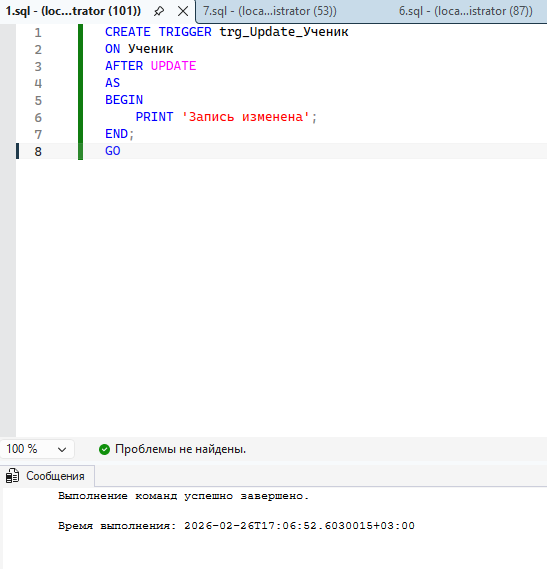 1.sql - (loc...trator (101)) 7.sql - (loca...istrator (53)) 6.sql - (loca...istrator (87))
1 CREATE TRIGGER trg_Update_Ученик
2 ON Ученик
3 AFTER UPDATE
4 AS
5 BEGIN
6 PRINT 'Запись изменена';
7 END;
8 GO
100 % Проблемы не найдены.
Сообщения
Выполнение команд успешно завершено.
Время выполнения: 2026-02-26T17:06:52.6030015+03:00